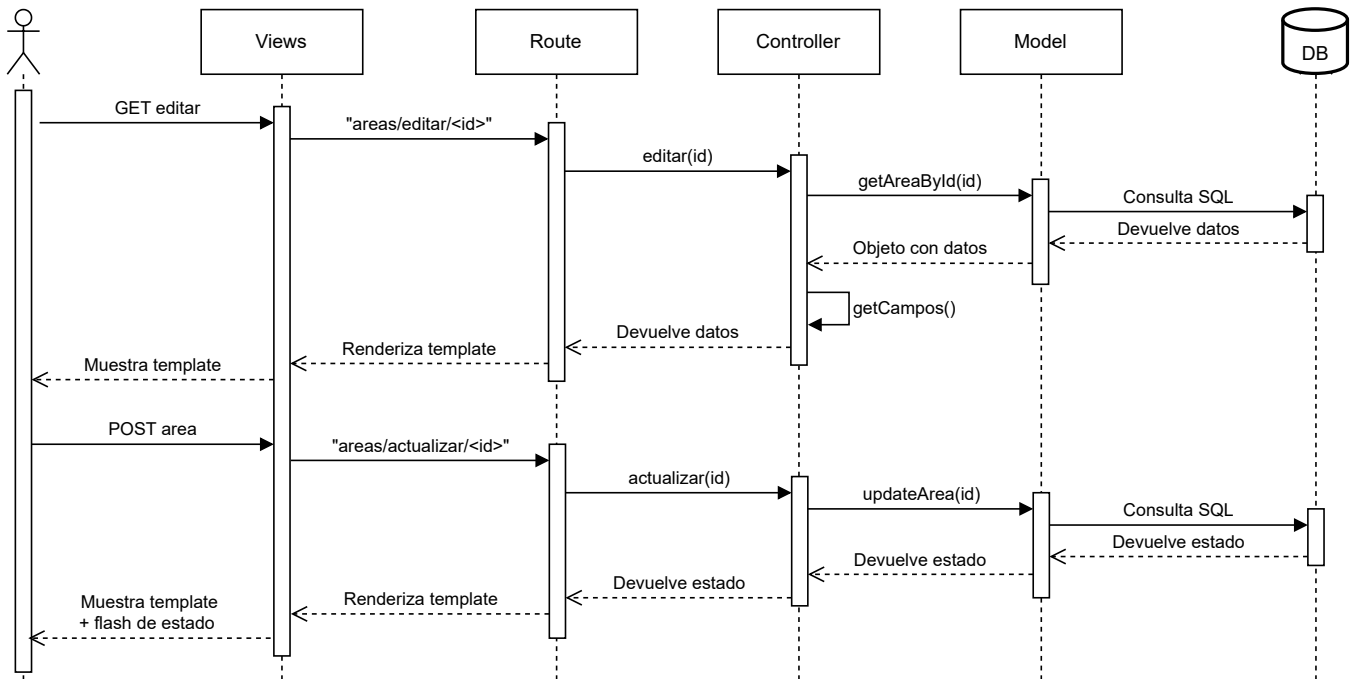 Views
Route
Controller
Model
DB
GET editar
"areas/editar/<id>"
editar(id)
getAreaById(id)
Consulta SQL
Devuelve datos
Objeto con datos
getCampos()
Devuelve datos
Renderiza template
Muestra template
POST area
"areas/actualizar/<id>"
actualizar(id)
updateArea(id)
Consulta SQL
Devuelve estado
Devuelve estado
Devuelve estado
Renderiza template
Muestra template
+ flash de estado